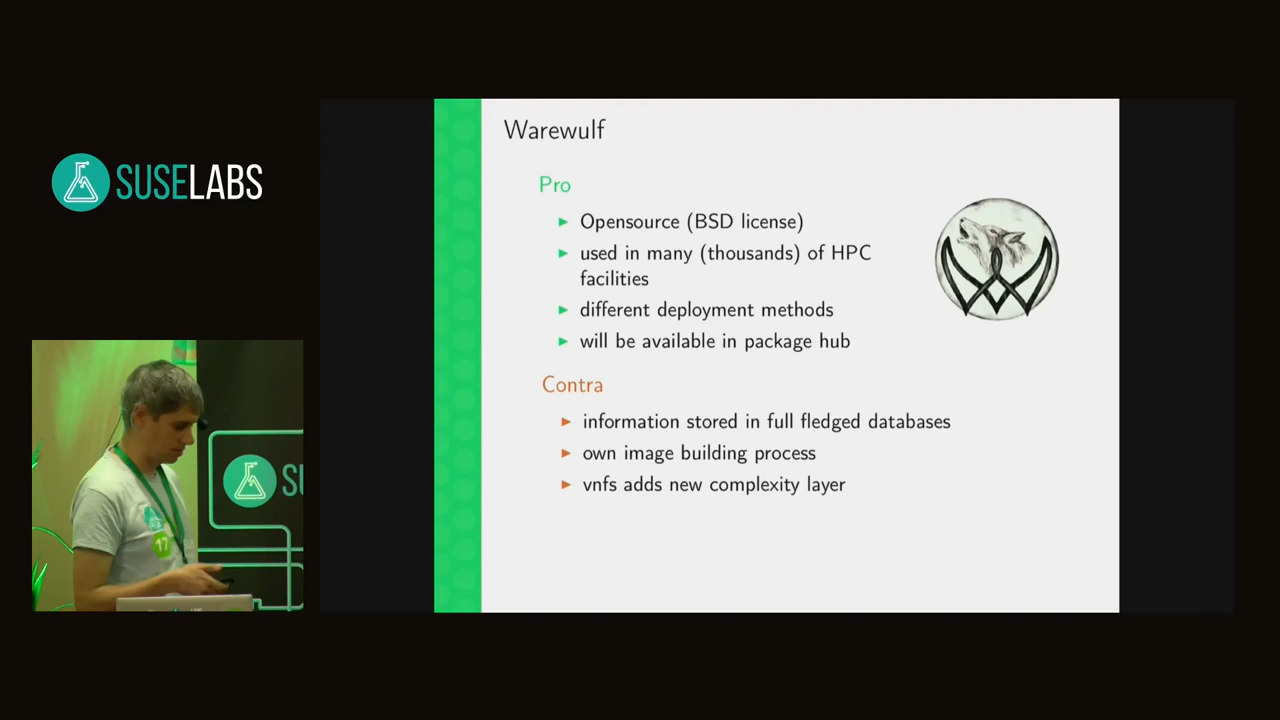 SUSELABS
Warewulf
Pro
Opensource (BSD license)
used in many (thousands) of HPC
facilities
different deployment methods
will be available in package hub
Contra
information stored in full fledged databases
own image building process
vnfs adds new complexity layer
SU
17